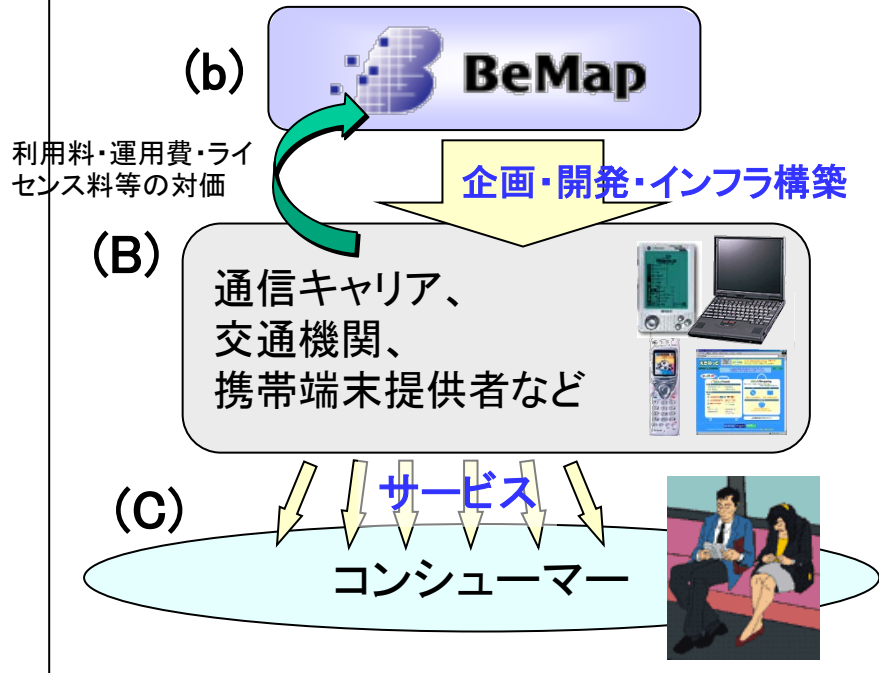 (b)
BeMap
利用料・運用費・ライ
センス料等の対価
企画・開発・インフラ構築
(B)
通信キャリア、
交通機関、
携帯端末提供者など
サービス
(C)
コンシューマー